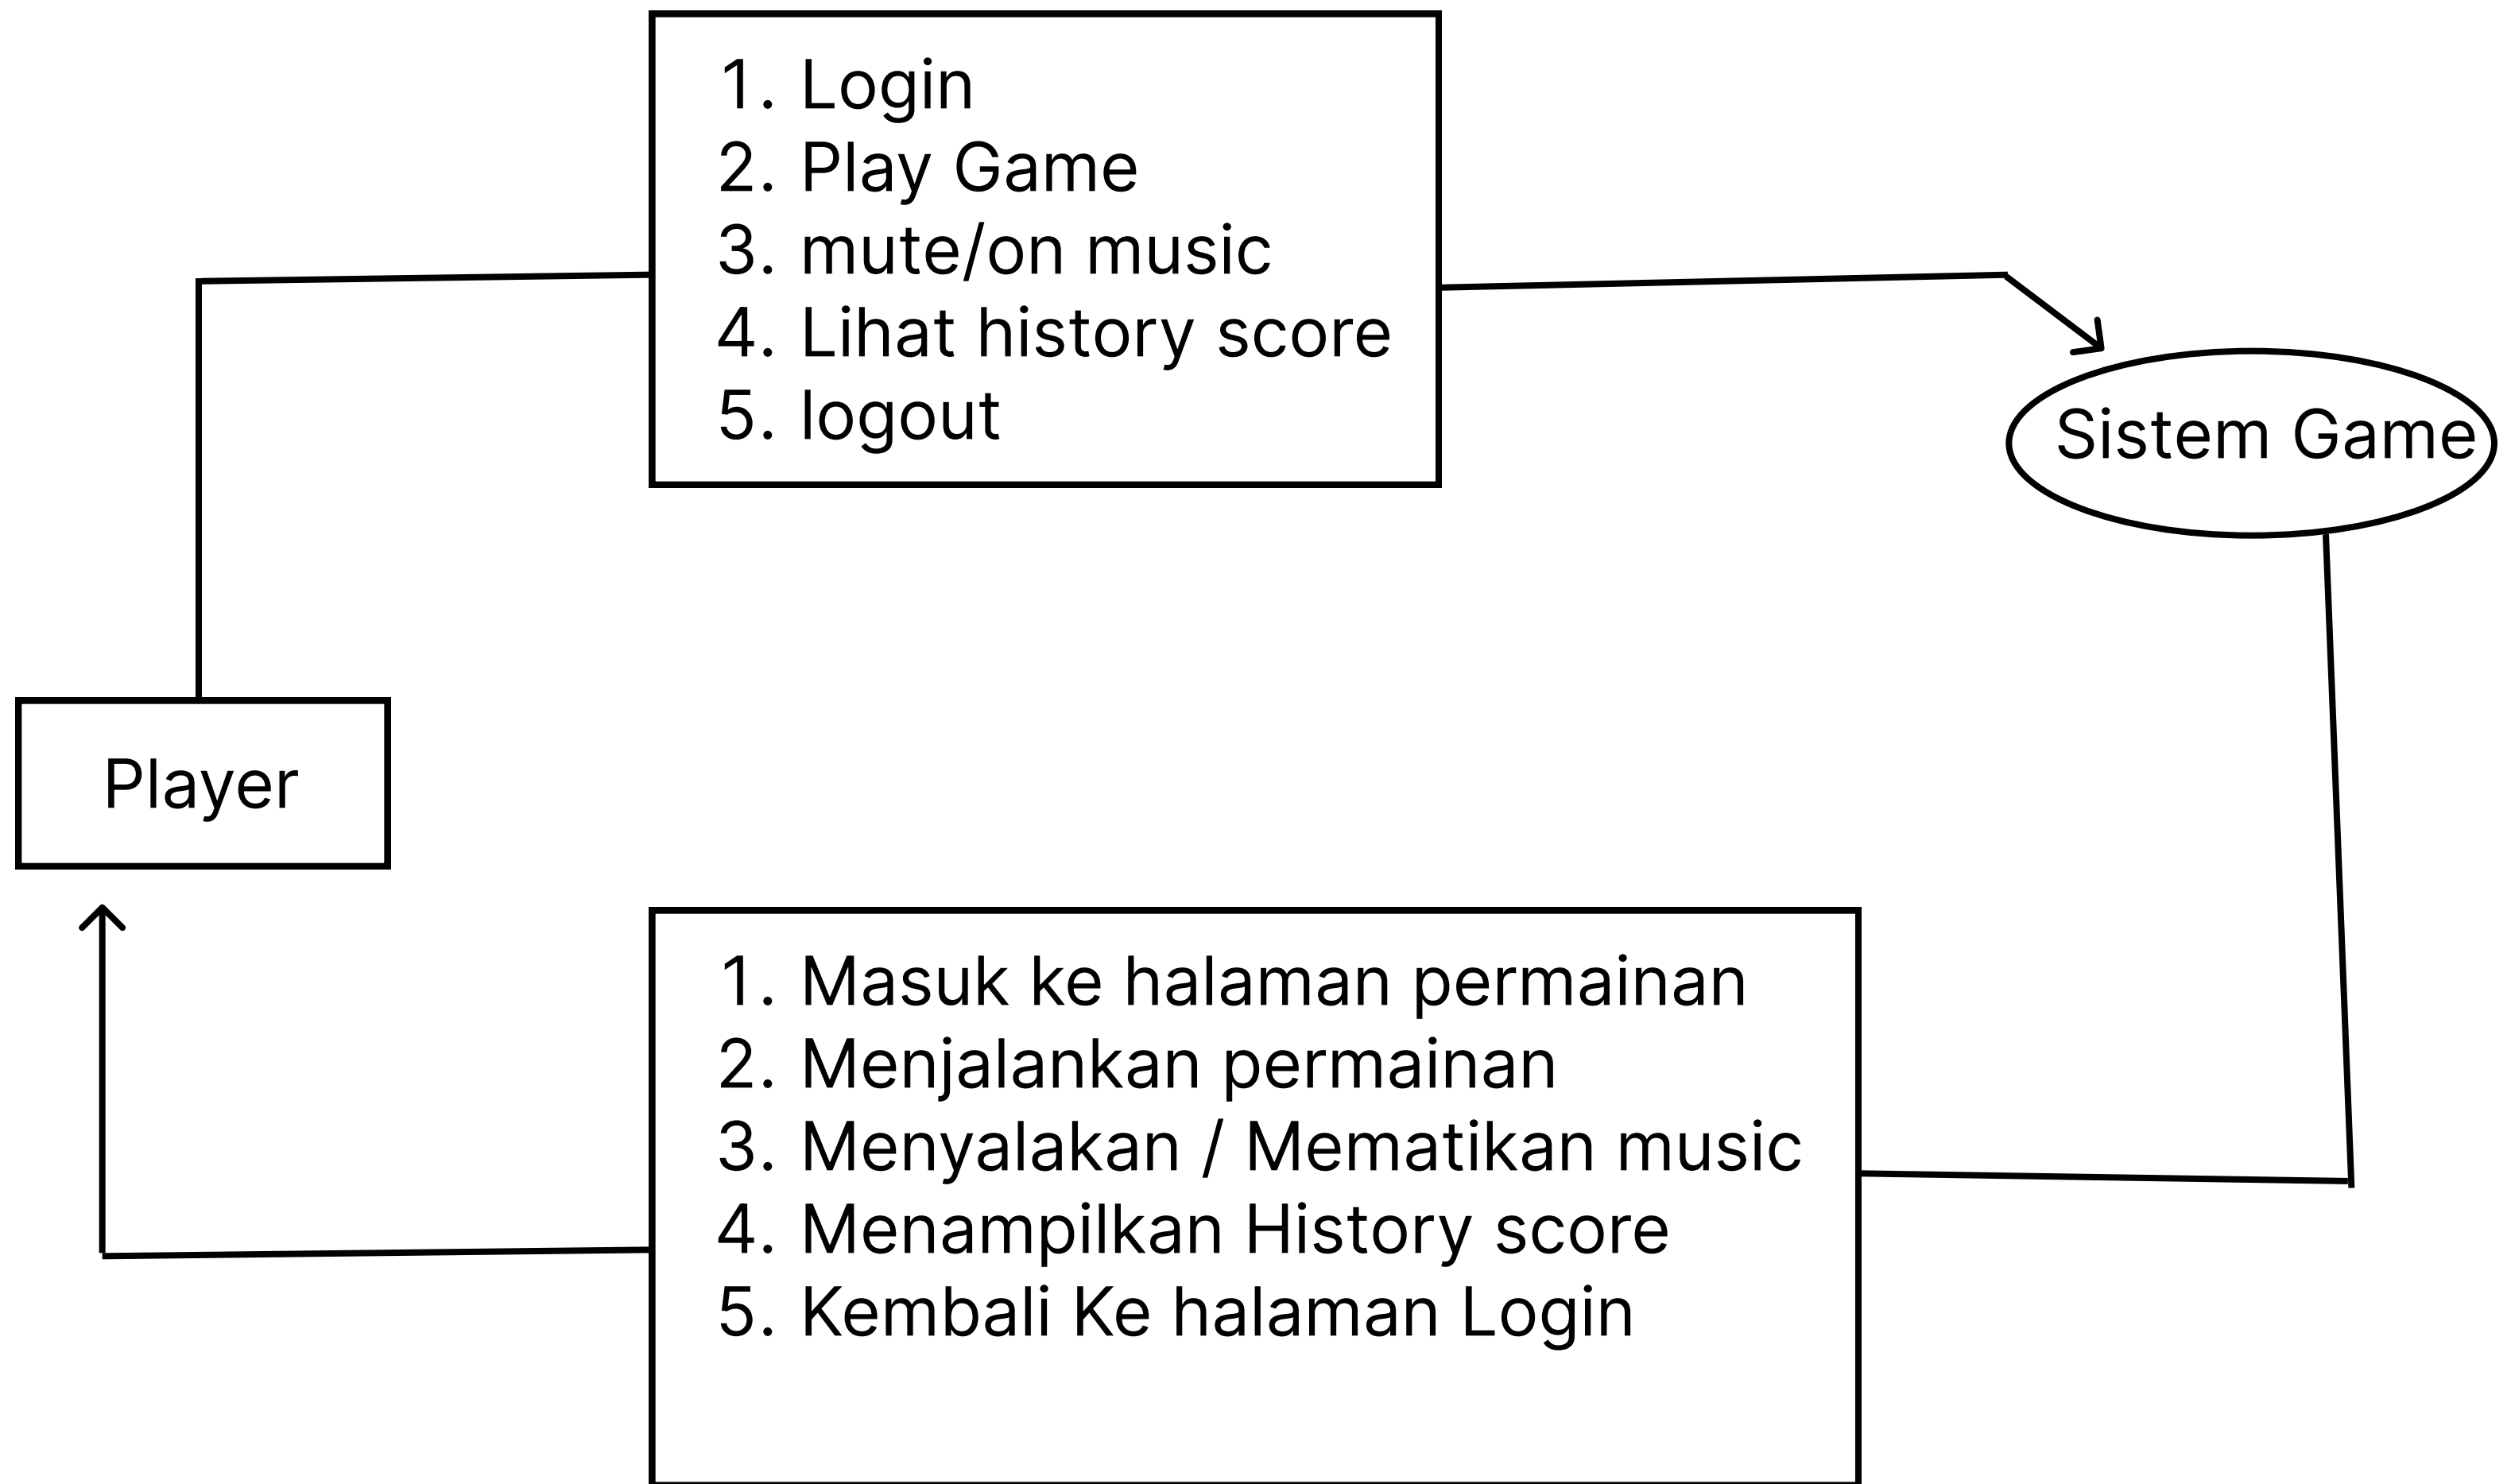 1. Login
2. Play Game
3. mute/on music
4. Lihat history score
5. logout
Sistem Game
Player
1. Masuk ke halaman permainan
2. Menjalankan permainan
3. Menyalakan / Mematikan music
4. Menampilkan History score
5. Kembali Ke halaman Login